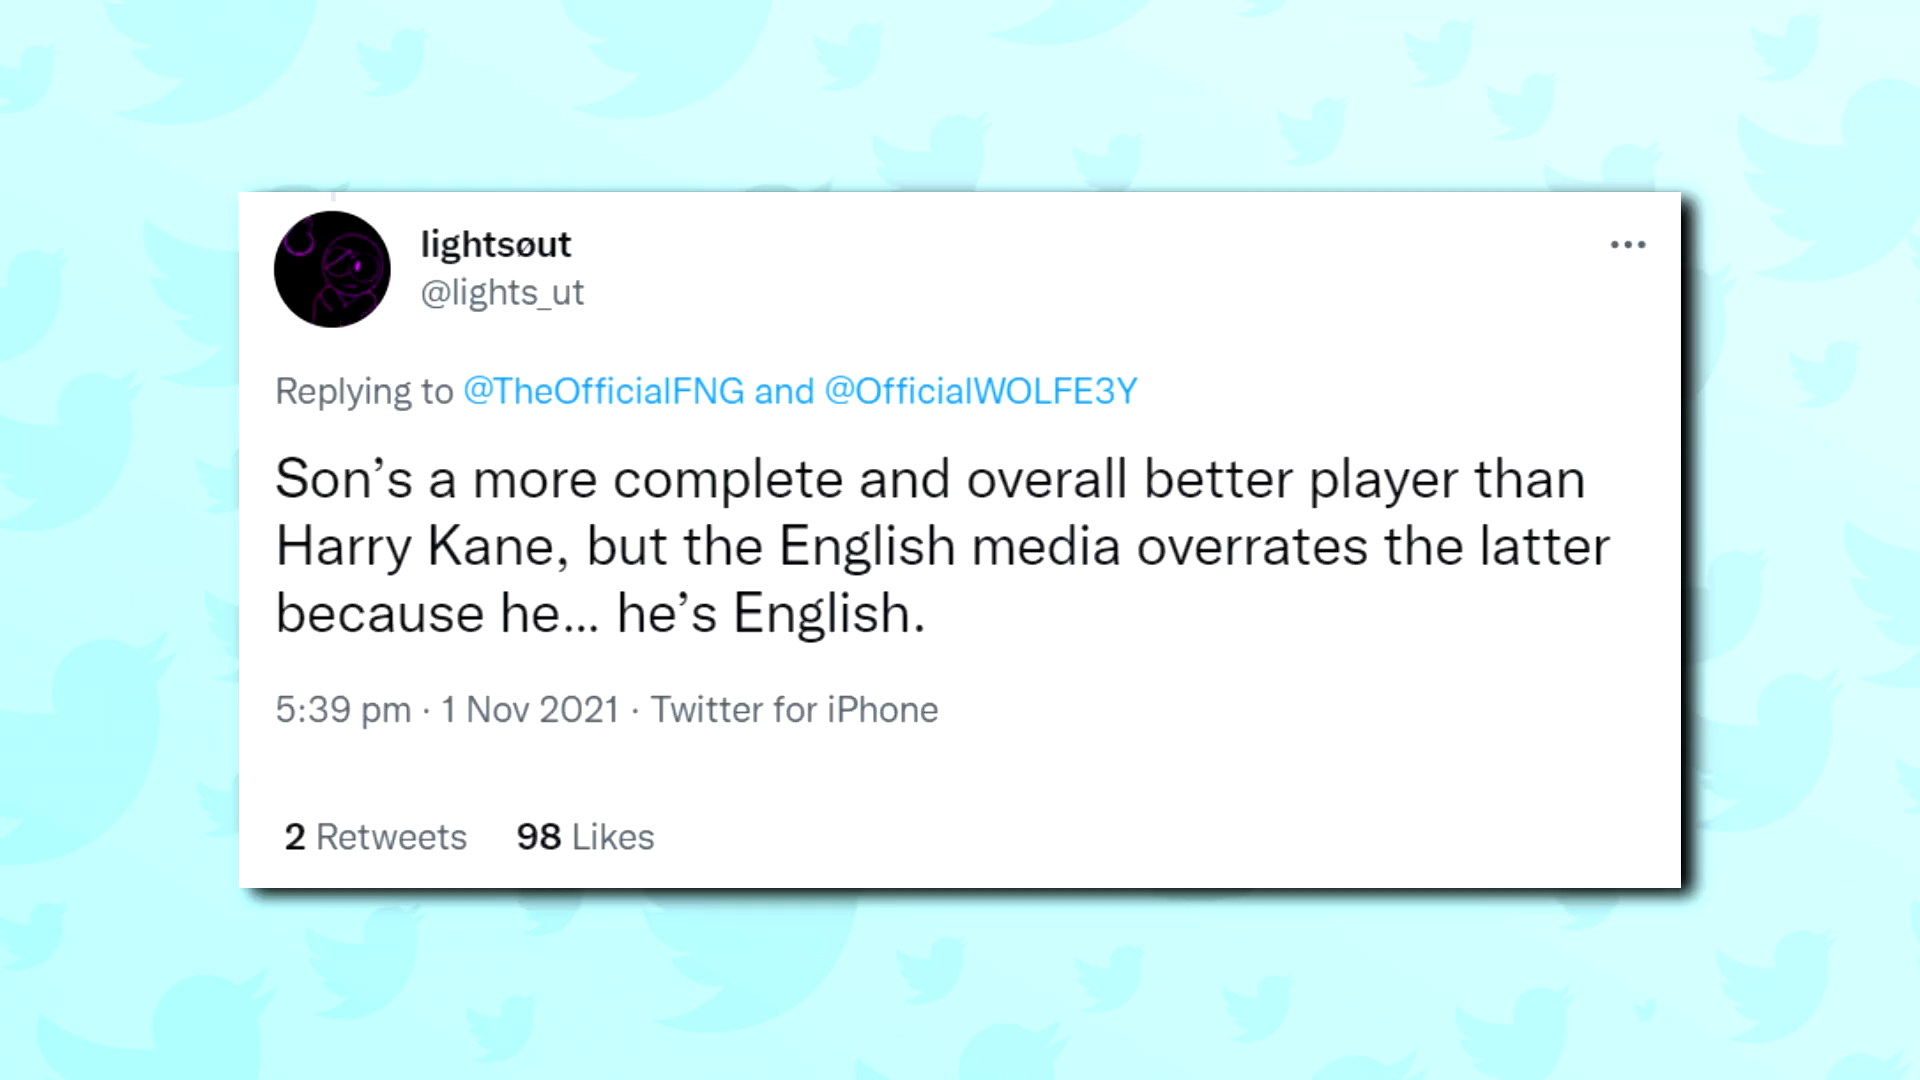 lightsøut
@lights_ut
Replying to @TheOfficialFNG and @OfficialWOLFE3Y
Son’s a more complete and overall better player than
Harry Kane, but the English media overrates the latter
because he... he’s English.
5:39 pm · 1 Nov 2021 · Twitter for iPhone
2 Retweets 98 Likes